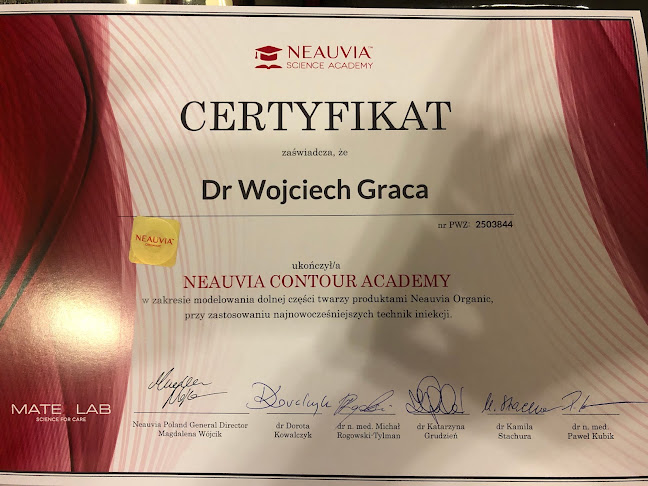 NEAUVIA™
SCIENCE ACADEMY
CERTYFIKAT
zaświadcza, że
Dr Wojciech Graca
nr PWZ: 2503844
NEAUVIA™
ukończył/a
NEAUVIA CONTOUR ACADEMY
w zakresie modelowania dolnej części twarzy produktami Neauvia Organic,
przy zastosowaniu najnowocześniejszych technik iniekcji.
MATE LAB
SCIENCE FOR CARE
Neauvia Poland General Director
Magdalena Wójcik
dr Dorota
Kowalczyk
dr n. med. Michał
Rogowski-Tylman
dr Katarzyna
Grudzień
dr Kamila
Stachura
dr n. med.
Paweł Kubik